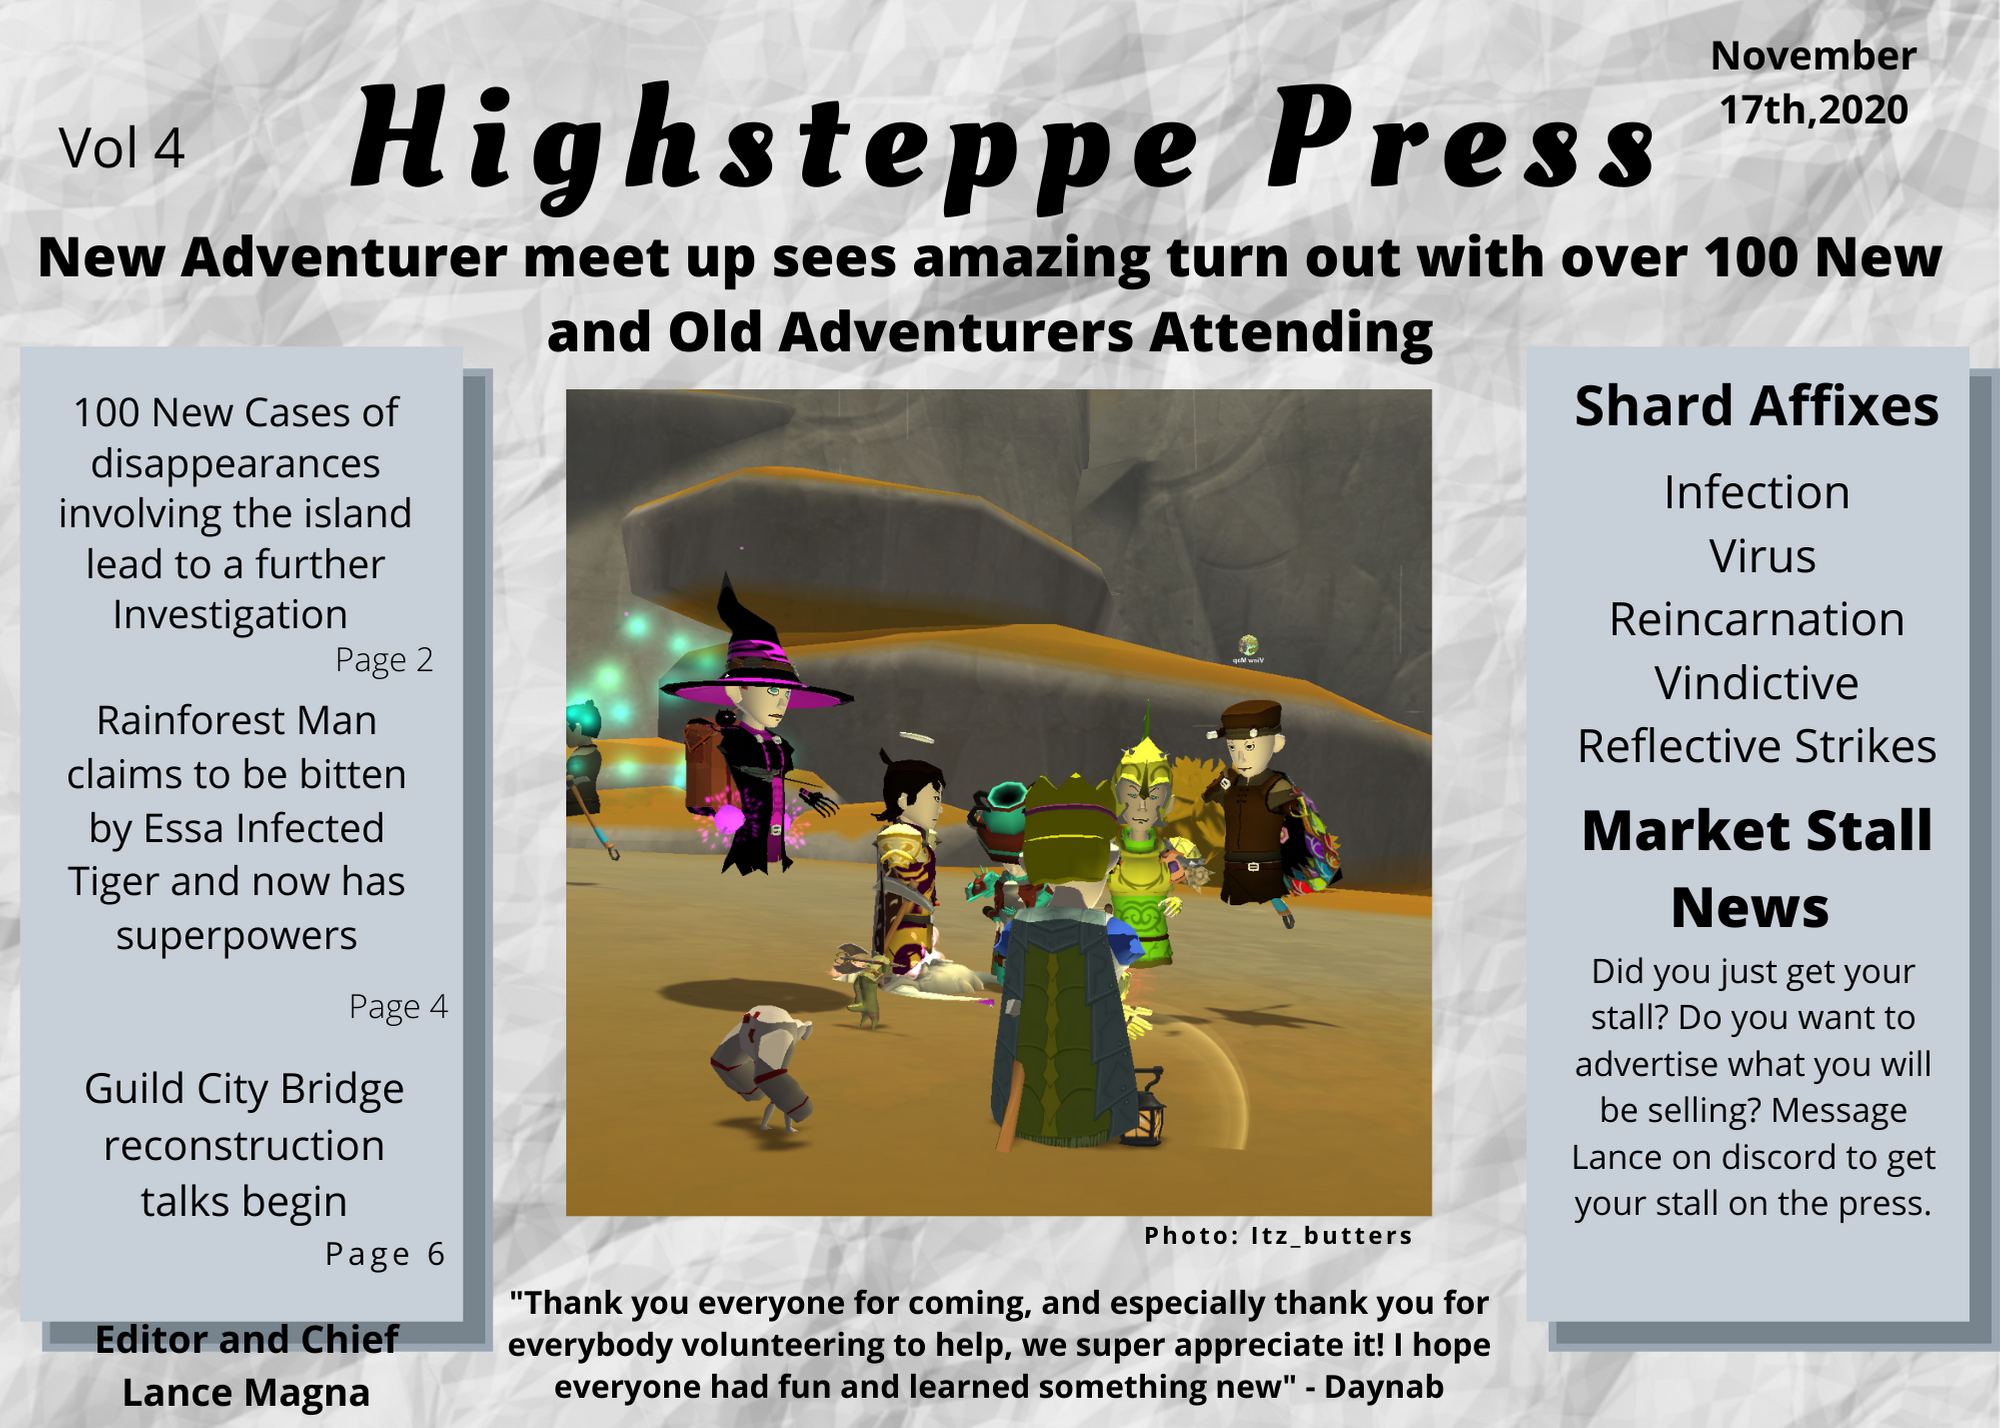 November
17th,2020
Vol 4
Highsteppe Press
New Adventurer meet up sees amazing turn out with over 100 New
and Old Adventurers Attending
100 New Cases of
disappearances
involving the island
lead to a further
Investigation
Page 2
Rainforest Man
claims to be bitten
by Essa Infected
Tiger and now has
superpowers
Page 4
Guild City Bridge
reconstruction
talks begin
Page 6
Editor and Chief
Lance Magna
View Map
Photo: Itz_butters
"Thank you everyone for coming, and especially thank you for
everybody volunteering to help, we super appreciate it! I hope
everyone had fun and learned something new" - Daynab
Shard Affixes
Infection
Virus
Reincarnation
Vindictive
Reflective Strikes
Market Stall
News
Did you just get your
stall? Do you want to
advertise what you will
be selling? Message
Lance on discord to get
your stall on the press.